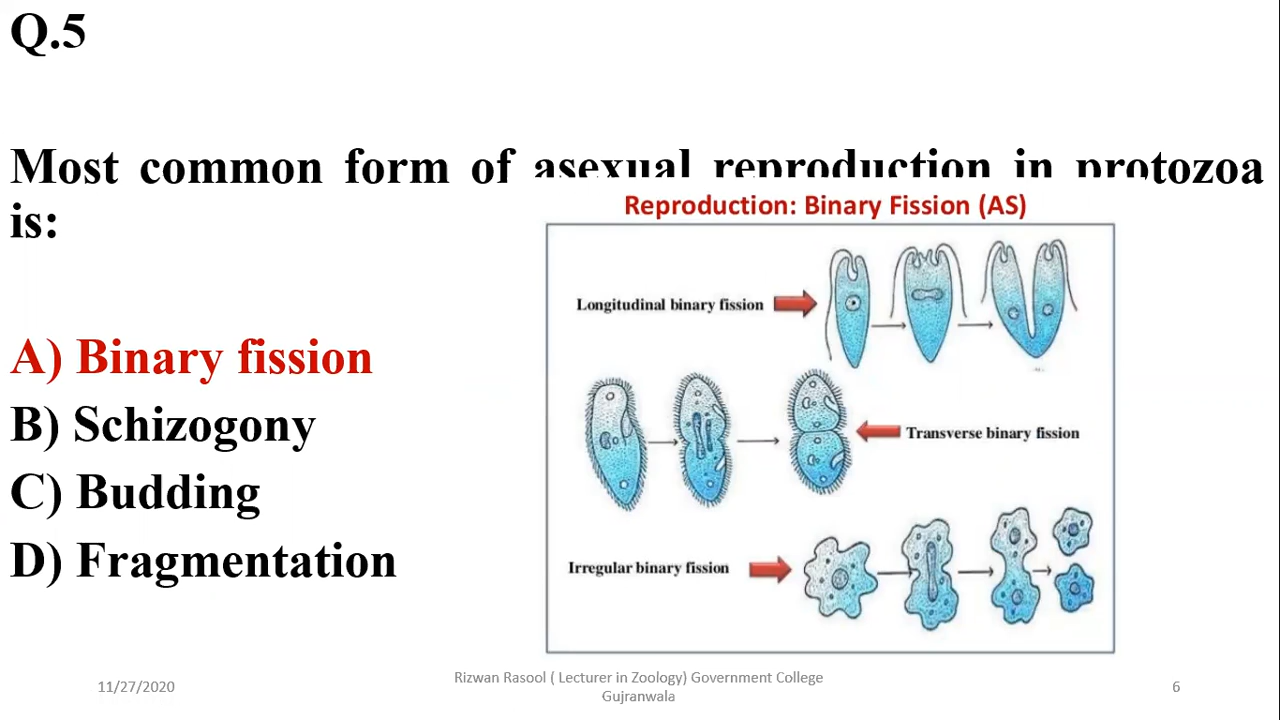 Q.5
Most common form of asexual reproduction in protozoa
is:
Reproduction: Binary Fission (AS)
Longitudinal binary fission
A) Binary fission
B) Schizogony
Transverse binary fission
C) Budding
D) Fragmentation
Irregular binary fission
11/27/2020
Rizwan Rasool ( Lecturer in Zoology) Government College
Gujranwala
6